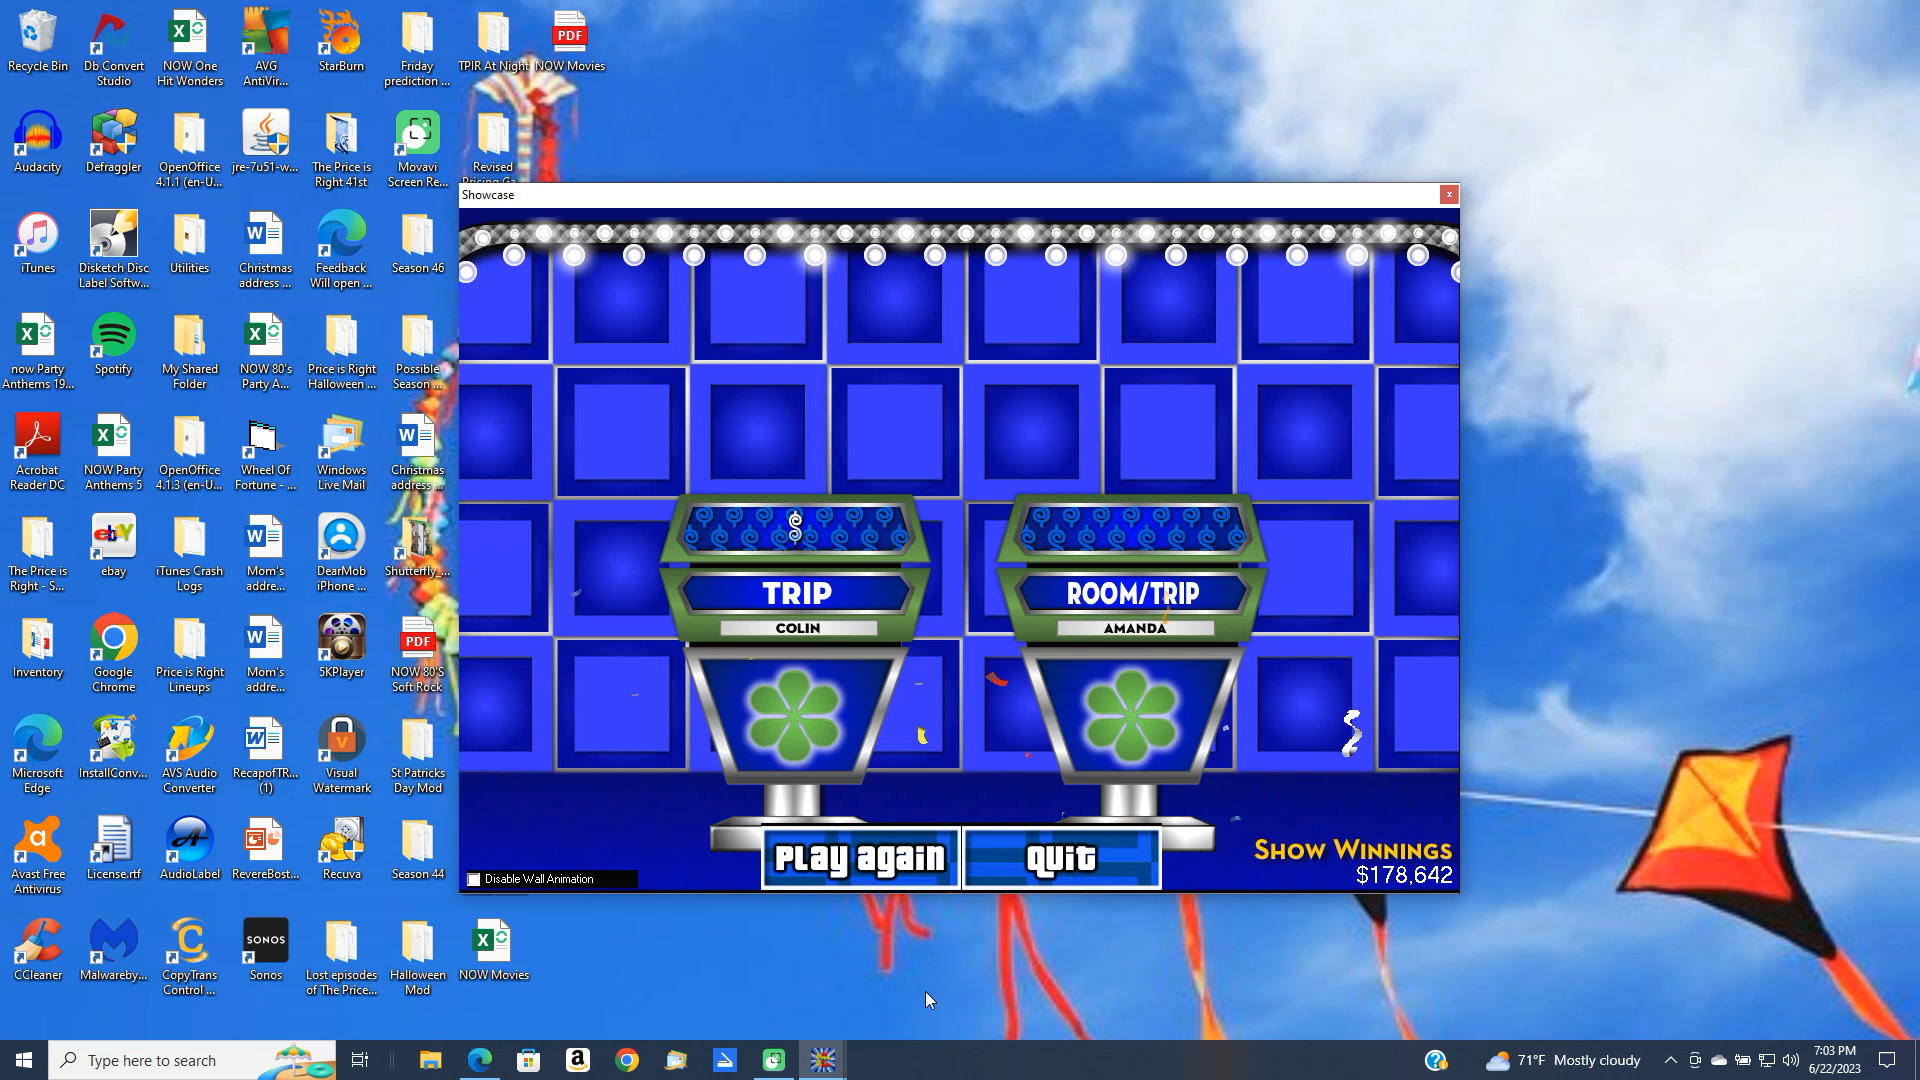 Recycle Bin
Db Convert
Studio
NOW One
Hit Wonders
AVG
AntiVir...
StarBurn
Friday
prediction ...
TPIR At Night
PDF
NOW Movies
Audacity
Defraggler
OpenOffice
4.1.1 (en-U...
jre-7u51-w...
The Price is
Right 41st
Movavi
Screen Re...
Revised
Pricing Ga
iTunes
Disketch Disc
Label Softw...
Utilities
Christmas
address ...
Feedback
Will open ...
Season 46
now Party
Anthems 19...
Spotify
My Shared
Folder
NOW 80's
Party A...
Price is Right
Halloween ...
Possible
Season ...
Acrobat
Reader DC
NOW Party
Anthems 5
OpenOffice
4.1.3 (en-U...
Wheel Of
Fortune - ...
Windows
Live Mail
Christmas
address ...
The Price is
Right - S...
ebay
iTunes Crash
Logs
Mom's
addre...
DearMob
iPhone ...
Shutterfly_...
Inventory
Google
Chrome
Price is Right
Lineups
Mom's
addre...
5KPlayer
PDF
NOW 80'S
Soft Rock
Microsoft
Edge
InstallConv...
AVS Audio
Converter
RecapofTR...
(1)
Visual
Watermark
St Patricks
Day Mod
Avast Free
Antivirus
License.rtf
AudioLabel
RevereBost...
Recuva
Season 44
CCleaner
Malwareby...
CopyTrans
Control ...
SONOS
Sonos
Lost episodes
of The Price...
Halloween
Mod
NOW Movies
Showcase
x
$
TRIP
COLIN
ROOM/TRIP
AMANDA
Play again
Quit
Show Winnings
$178,642
Disable Wall Animation
Type here to search
71°F Mostly cloudy
7:03 PM
6/22/2023